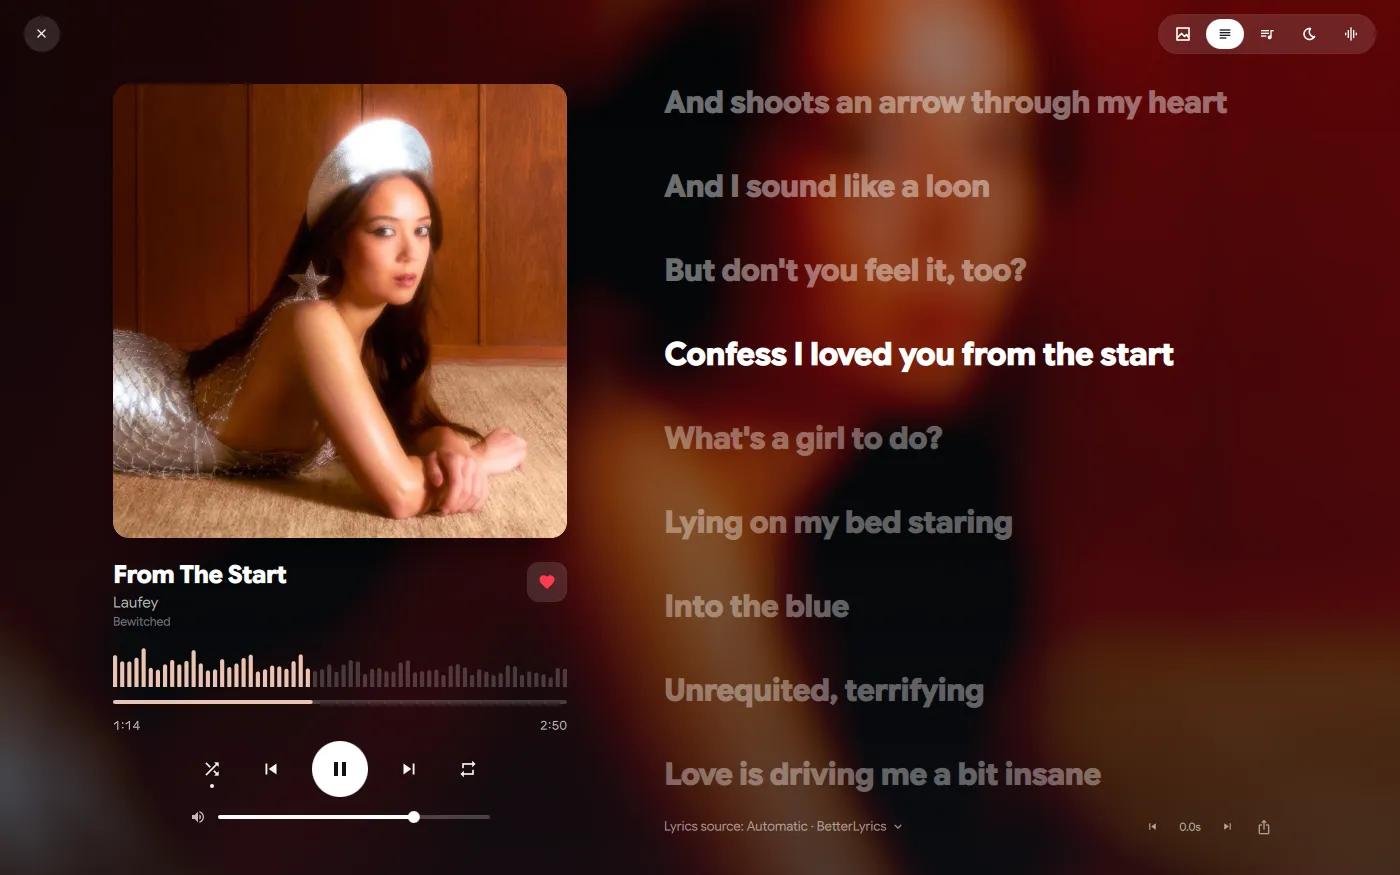 From The Start
Laufey
Bewitched
1:14
2:50
And shoots an arrow through my heart
And I sound like a loon
But don't you feel it, too?
Confess I loved you from the start
What's a girl to do?
Lying on my bed staring
Into the blue
Unrequited, terrifying
Love is driving me a bit insane
Lyrics source: Automatic · BetterLyrics
0.0s